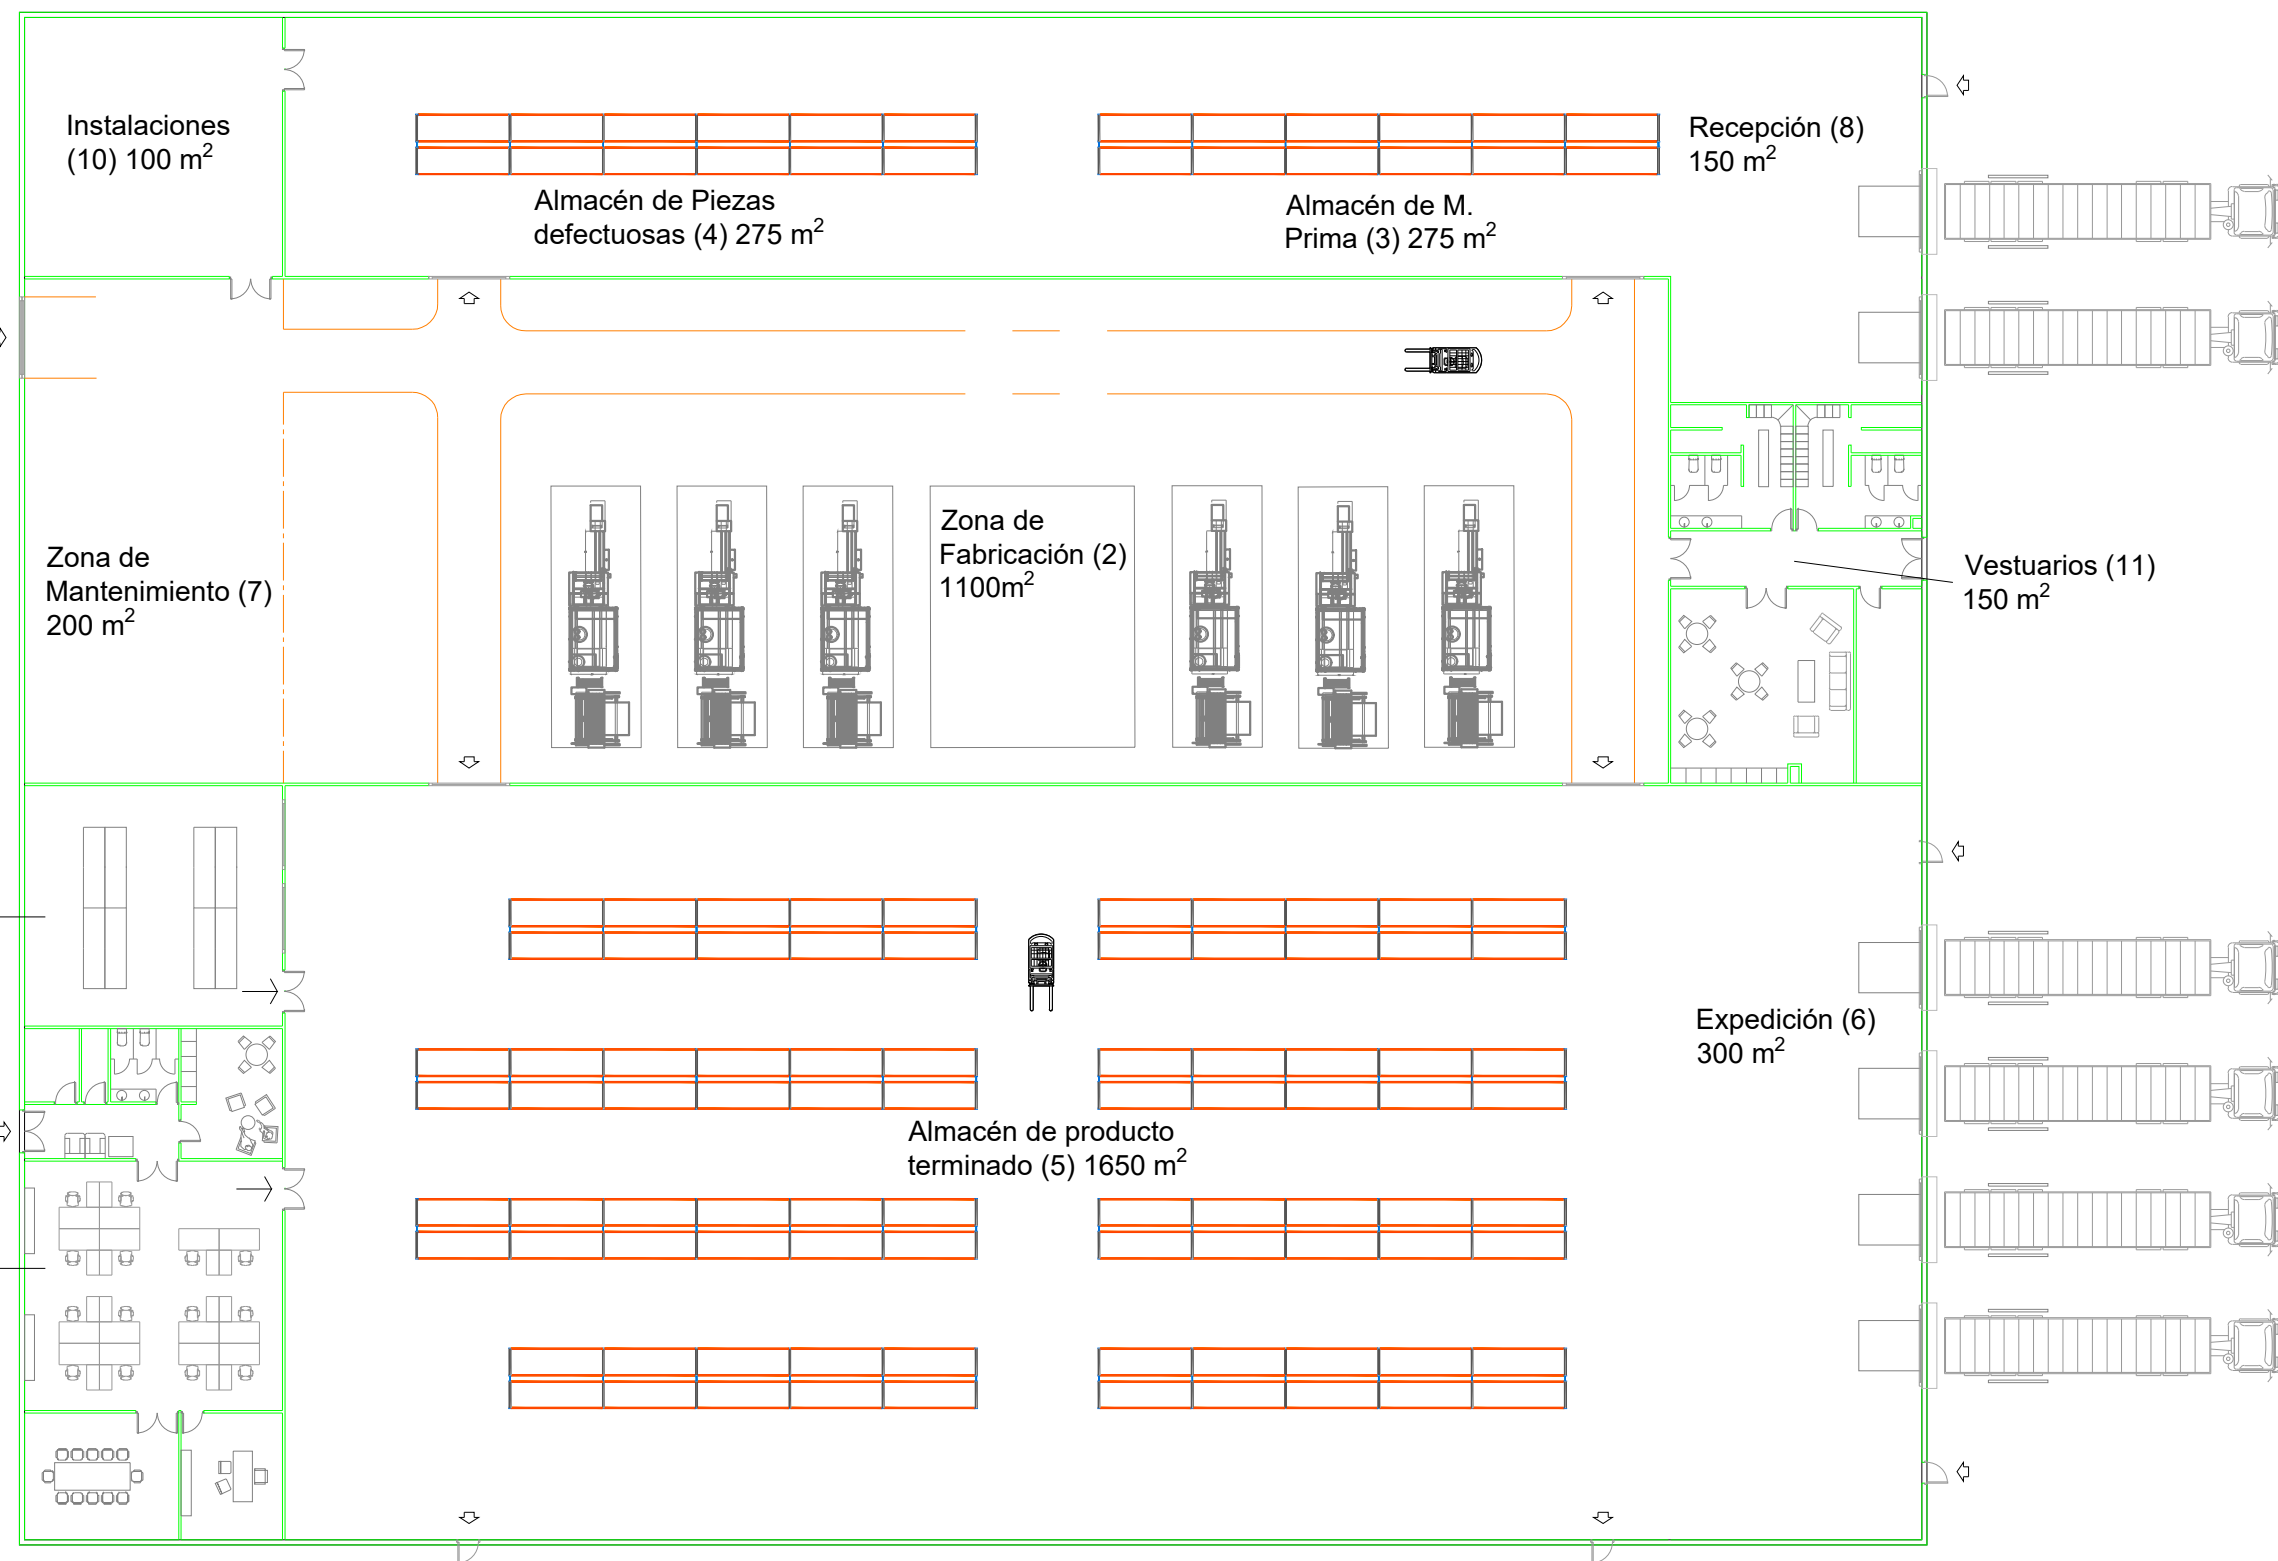 Instalaciones
(10) 100 m²
Almacén de Piezas
defectuosas (4) 275 m²
Almacén de M.
Prima (3) 275 m²
Recepción (8)
150 m²
Zona de
Mantenimiento (7)
200 m²
Zona de
Fabricación (2)
1100m²
Vestuarios (11)
150 m²
Expedición (6)
300 m²
Almacén de producto
terminado (5) 1650 m²